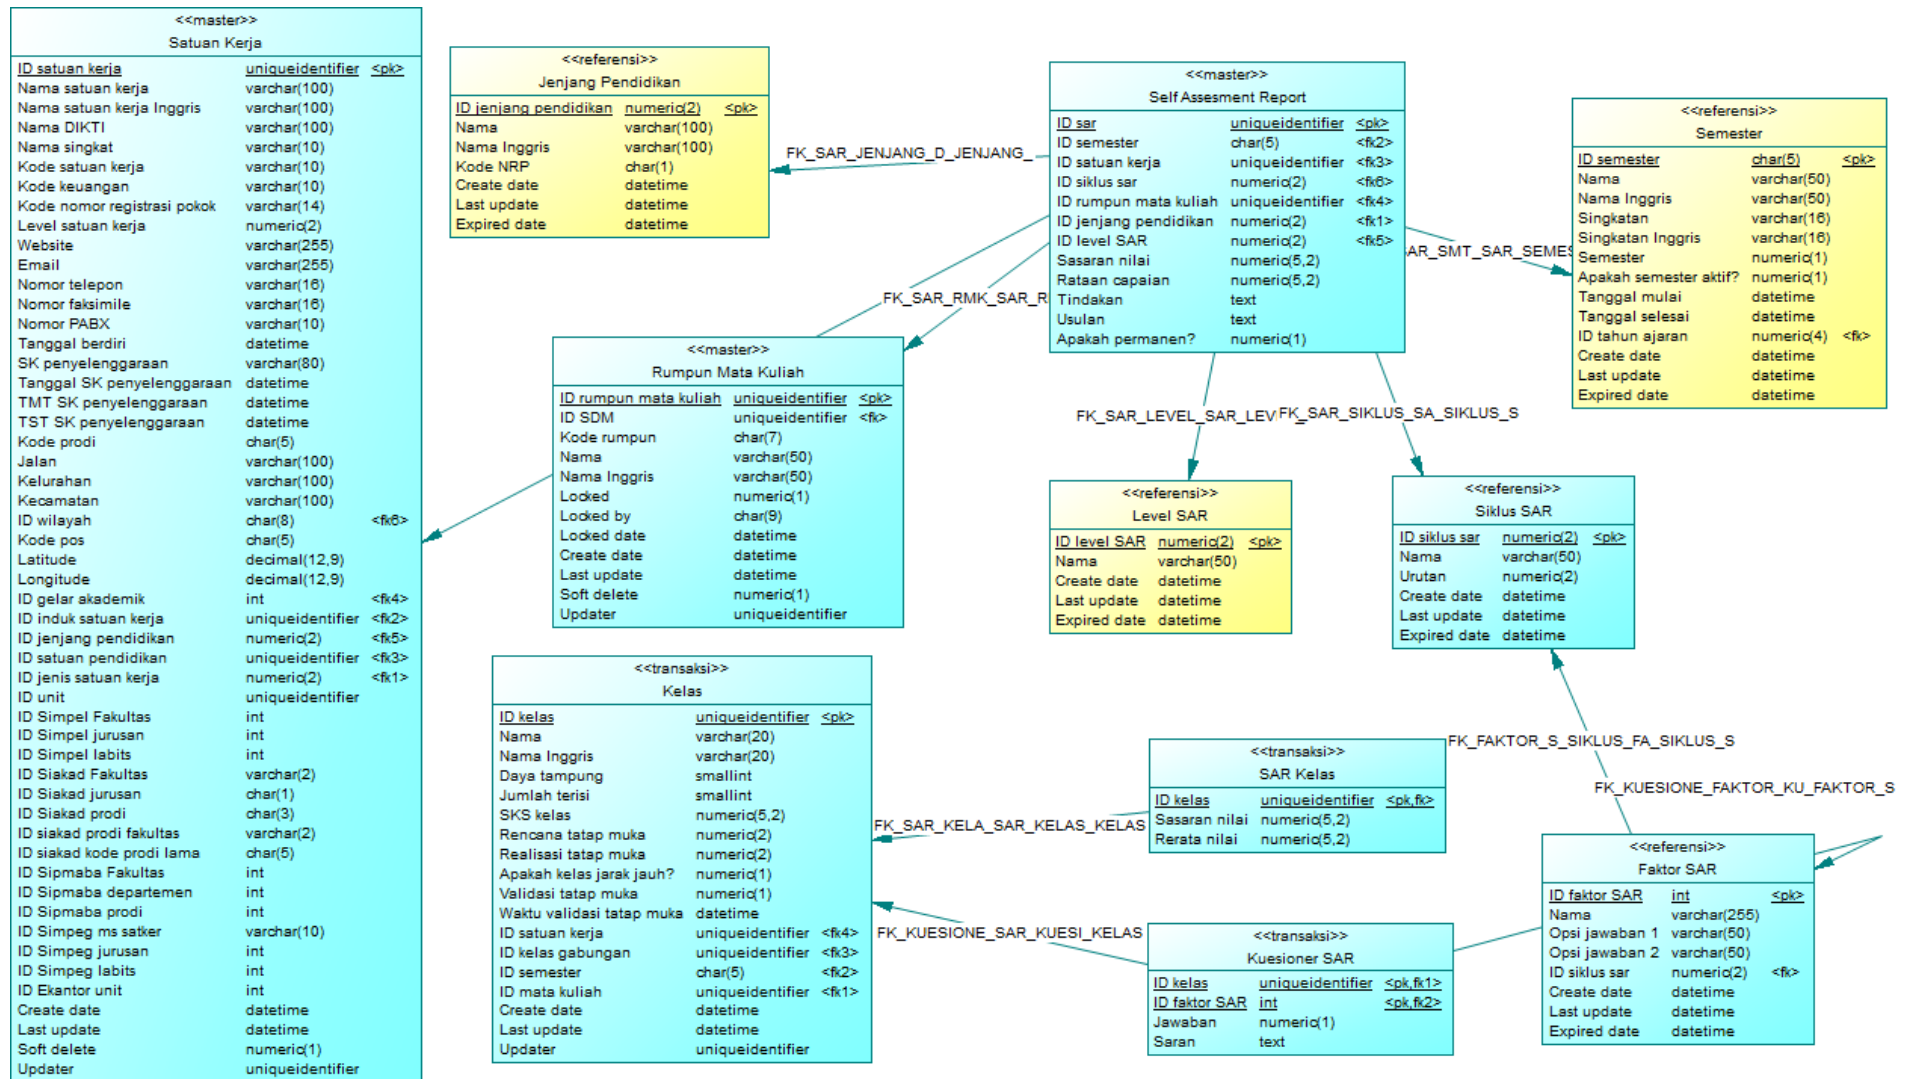 <<master>>
Satuan Kerja
ID satuan kerja uniqueidentifier <pk>
Nama satuan kerja varchar(100)
Nama satuan kerja Inggris varchar(100)
Nama DIKTI varchar(100)
Nama singkat varchar(10)
Kode satuan kerja varchar(10)
Kode keuangan varchar(10)
Kode nomor registrasi pokok varchar(14)
Level satuan kerja numeric(2)
Website varchar(255)
Email varchar(255)
Nomor telepon varchar(16)
Nomor faksimile varchar(16)
Nomor PABX varchar(10)
Tanggal berdiri datetime
SK penyelenggaraan varchar(80)
Tanggal SK penyelenggaraan datetime
TMT SK penyelenggaraan datetime
TST SK penyelenggaraan datetime
Kode prodi char(5)
Jalan varchar(100)
Kelurahan varchar(100)
Kecamatan varchar(100)
ID wilayah char(8) <fk6>
Kode pos char(5)
Latitude decimal(12,9)
Longitude decimal(12,9)
ID gelar akademik int <fk4>
ID induk satuan kerja uniqueidentifier <fk2>
ID jenjang pendidikan numeric(2) <fk5>
ID satuan pendidikan uniqueidentifier <fk3>
ID jenis satuan kerja numeric(2) <fk1>
ID unit uniqueidentifier
ID Simpel Fakultas int
ID Simpel jurusan int
ID Simpel labits int
ID Siakad Fakultas varchar(2)
ID Siakad jurusan char(1)
ID Siakad prodi char(3)
ID siakad prodi fakultas varchar(2)
ID siakad kode prodi lama char(5)
ID Sipmaba Fakultas int
ID Sipmaba departemen int
ID Sipmaba prodi int
ID Simpeg ms satker varchar(10)
ID Simpeg jurusan int
ID Simpeg labits int
ID Ekantor unit int
Create date datetime
Last update datetime
Soft delete numeric(1)
Updater uniqueidentifier
<<referensi>>
Jenjang Pendidikan
ID jenjang pendidikan numeric(2) <pk>
Nama varchar(100)
Nama Inggris varchar(100)
Kode NRP char(1)
Create date datetime
Last update datetime
Expired date datetime
FK_SAR_JENJANG_D_JENJANG_
<<master>>
Self Assesment Report
ID sar uniqueidentifier <pk>
ID semester char(5) <fk2>
ID satuan kerja uniqueidentifier <fk3>
ID siklus sar numeric(2) <fk6>
ID rumpun mata kuliah uniqueidentifier <fk4>
ID jenjang pendidikan numeric(2) <fk1>
ID level SAR numeric(2) <fk5>
Sasaran nilai numeric(5,2)
Rataan capaian numeric(5,2)
Tindakan text
Usulan text
Apakah permanen? numeric(1)
AR_SMT_SAR_SEMES
<<referensi>>
Semester
ID semester char(5) <pk>
Nama varchar(50)
Nama Inggris varchar(50)
Singkatan varchar(16)
Singkatan Inggris varchar(16)
Semester numeric(1)
Apakah semester aktif? numeric(1)
Tanggal mulai datetime
Tanggal selesai datetime
ID tahun ajaran numeric(4) <fk>
Create date datetime
Last update datetime
Expired date datetime
FK_SAR_RMK_SAR_R
<<master>>
Rumpun Mata Kuliah
ID rumpun mata kuliah uniqueidentifier <pk>
ID SDM uniqueidentifier <fk>
Kode rumpun char(7)
Nama varchar(50)
Nama Inggris varchar(50)
Locked numeric(1)
Locked by char(9)
Locked date datetime
Create date datetime
Last update datetime
Soft delete numeric(1)
Updater uniqueidentifier
FK_SAR_LEVEL_SAR_LEV
FK_SAR_SIKLUS_SA_SIKLUS_S
<<referensi>>
Level SAR
ID level SAR numeric(2) <pk>
Nama varchar(50)
Create date datetime
Last update datetime
Expired date datetime
<<referensi>>
Siklus SAR
ID siklus sar numeric(2) <pk>
Nama varchar(50)
Urutan numeric(2)
Create date datetime
Last update datetime
Expired date datetime
<<transaksi>>
Kelas
ID kelas uniqueidentifier <pk>
Nama varchar(20)
Nama Inggris varchar(20)
Daya tampung smallint
Jumlah terisi smallint
SKS kelas numeric(5,2)
Rencana tatap muka numeric(2)
Realisasi tatap muka numeric(2)
Apakah kelas jarak jauh? numeric(1)
Validasi tatap muka numeric(1)
Waktu validasi tatap muka datetime
ID satuan kerja uniqueidentifier <fk4>
ID kelas gabungan uniqueidentifier <fk3>
ID semester char(5) <fk2>
ID mata kuliah uniqueidentifier <fk1>
Create date datetime
Last update datetime
Updater uniqueidentifier
FK_SAR_KELA_SAR_KELAS_KELAS
<<transaksi>>
SAR Kelas
ID kelas uniqueidentifier <pk,fk>
Sasaran nilai numeric(5,2)
Rerata nilai numeric(5,2)
FK_FAKTOR_S_SIKLUS_FA_SIKLUS_S
FK_KUESIONE_FAKTOR_KU_FAKTOR_S
FK_KUESIONE_SAR_KUESI_KELAS
<<transaksi>>
Kuesioner SAR
ID kelas uniqueidentifier <pk,fk1>
ID faktor SAR int <pk,fk2>
Jawaban numeric(1)
Saran text
<<referensi>>
Faktor SAR
ID faktor SAR int <pk>
Nama varchar(255)
Opsi jawaban 1 varchar(50)
Opsi jawaban 2 varchar(50)
ID siklus sar numeric(2) <fk>
Create date datetime
Last update datetime
Expired date datetime